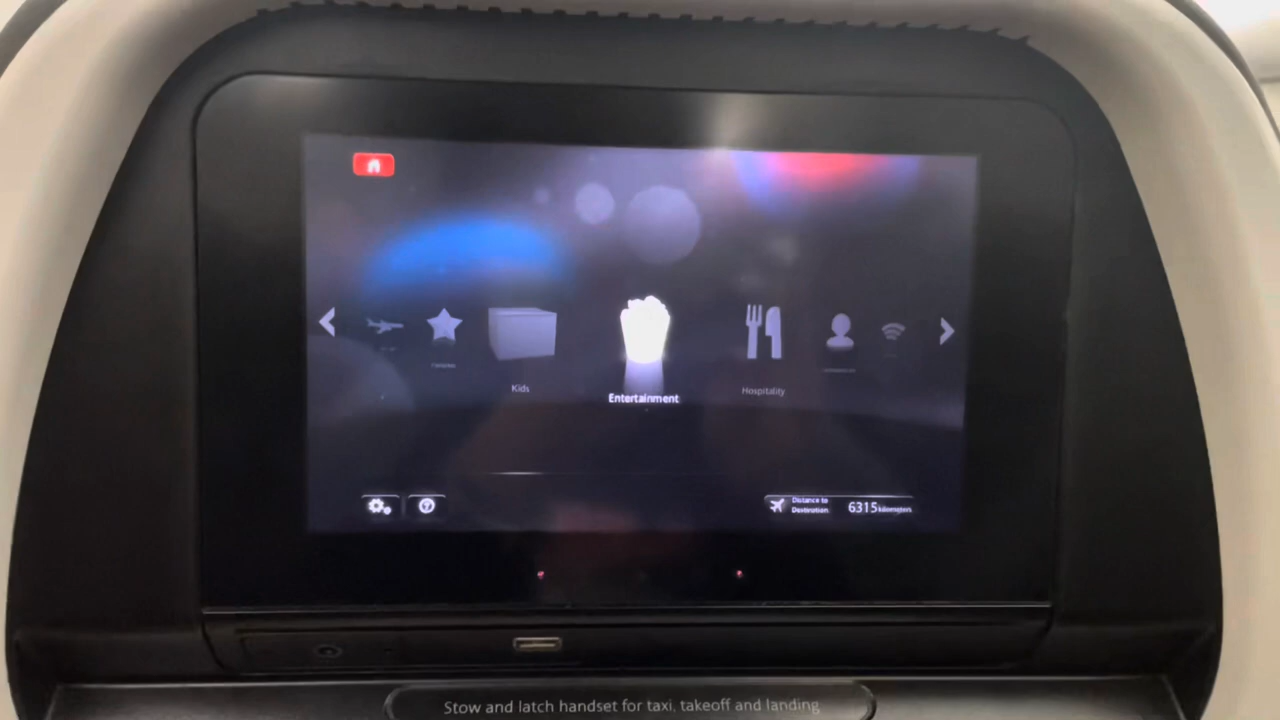 Kids
Entertainment
Hospitality
Distance to
Destination
6315 kilometers
Stow and latch handset for taxi, takeoff and landing